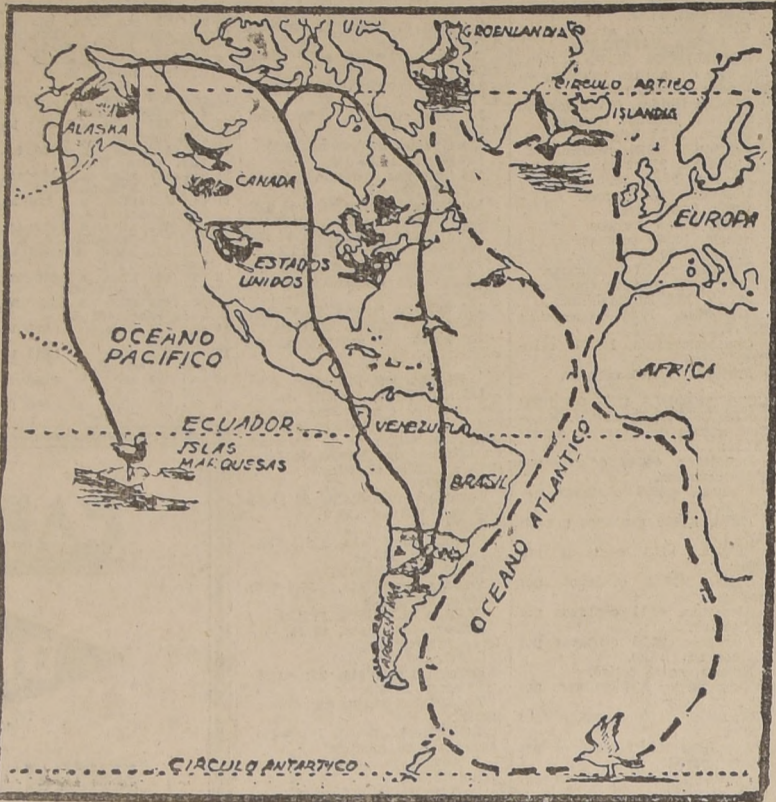 GROENLANDIA
CIRCULO ARTICO
ISLANDIA
ALASKA
CANADA
EUROPA
ESTADOS
UNIDOS
OCEANO
PACIFICO
AFRICA
ECUADOR
VENEZUELA
ISLAS
MARQUESAS
BRASIL
OCEANO ATLANTICO
ARGENTINA
CIRCULO ANTARTYCO